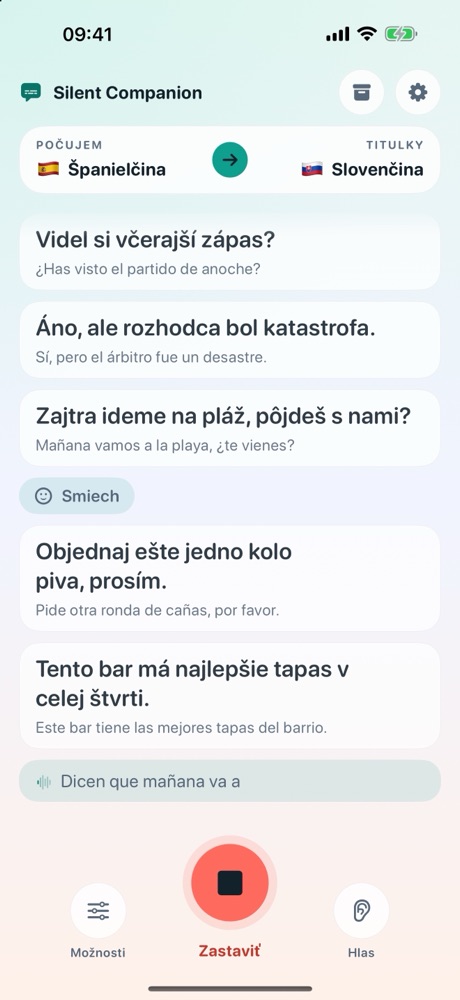 09:41
Silent Companion
POČUJEM
TITULKY
Španielčina
Slovenčina
Videl si včerajší zápas?
¿Has visto el partido de anoche?
Áno, ale rozhodca bol katastrofa.
Sí, pero el árbitro fue un desastre.
Zajtra ideme na pláž, pôjdeš s nami?
Mañana vamos a la playa, ¿te vienes?
Smiech
Objednaj ešte jedno kolo
piva, prosím.
Pide otra ronda de cañas, por favor.
Tento bar má najlepšie tapas v
celej štvrti.
Este bar tiene las mejores tapas del barrio.
Dicen que mañana va a
Možnosti
Zastaviť
Hlas